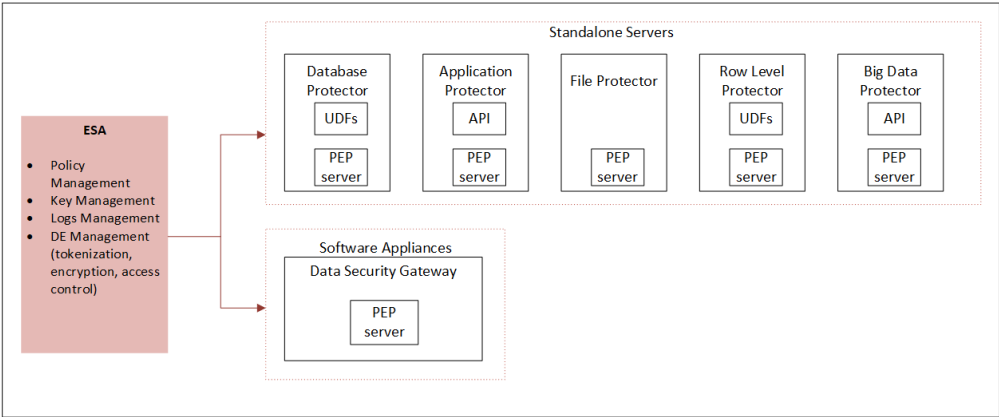 Standalone Servers
Database
Protector
UDFs
PEP
server
Application
Protector
API
PEP
server
File Protector
PEP
server
Row Level
Protector
UDFs
PEP
server
Big Data
Protector
API
PEP
server
ESA
• Policy
Management
• Key Management
• Logs Management
• DE Management
(tokenization,
encryption, access
control)
Software Appliances
Data Security Gateway
PEP
server